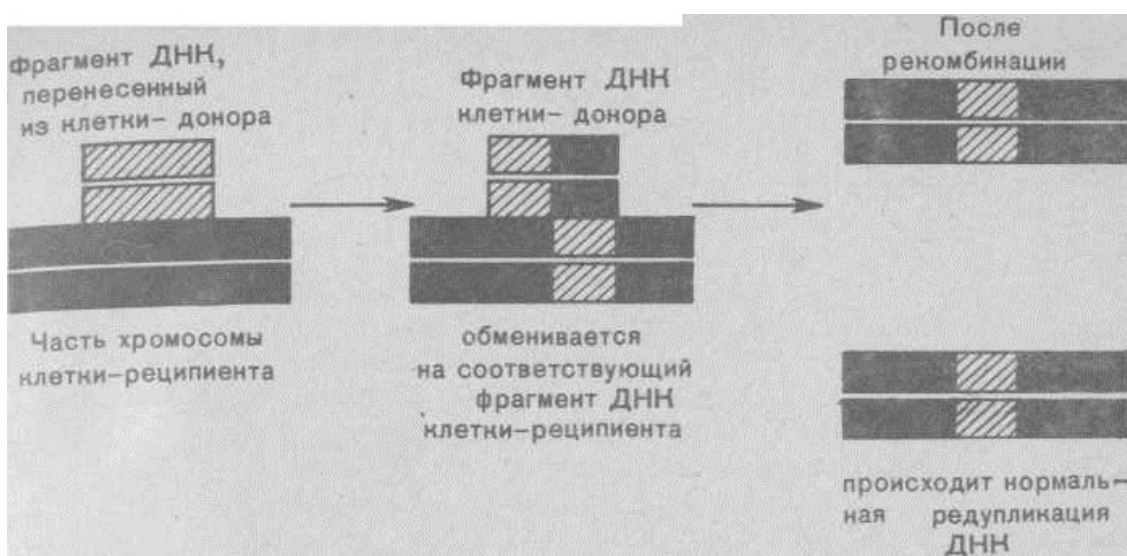 Фрагмент ДНК,
перенесенный
из клетки- донора
Часть хромосомы
клетки-реципиента
Фрагмент ДНК
клетки- донора
обменивается
на соответствующий
фрагмент ДНК
клетки-реципиента
После
рекомбинации
происходит нормаль-
ная редупликация
ДНК